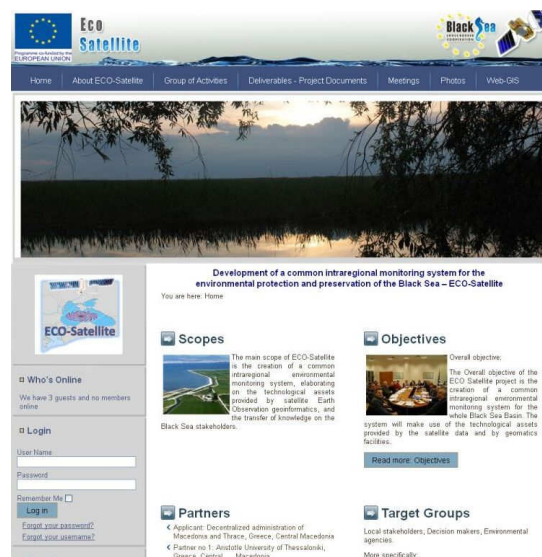 Eco
Satellite
Programme co-funded by the
EUROPEAN UNION
Black Sea
Home
About ECO-Satellite
Group of Activities
Deliverables - Project Documents
Meetings
Photos
Web-GIS
Development of a common intraregional monitoring system for the
environmental protection and preservation of the Black Sea – ECO-Satellite
You are here: Home
ECO-Satellite
Who's Online
We have 3 guests and no members
online
Login
User Name
Password
Remember Me
Log in
Forgot your password?
Forgot your username?
Scopes
The main scope of ECO-Satellite
is the creation of a common
intraregional environmental
monitoring system, elaborating
on the technological assets
provided by satellite Earth
Observation geoinformatics, and
the transfer of knowledge on the
Black Sea stakeholders.
Objectives
Overall objective:
The Overall objective of the
ECO Satellite project is the
creation of a common
intraregional environmental
monitoring system for the
whole Black Sea Basin. The
system will make use of the technological assets
provided by the satellite data and by geomatics
facilities.
Read more: Objectives
Partners
Applicant: Decentralized administration of
Macedonia and Thrace, Greece, Central Macedonia
Partner no 1: Aristotle University of Thessaloniki,
Greece, Central Macedonia
Target Groups
Local stakeholders, Decision makers, Environmental
agencies.
More specifically: